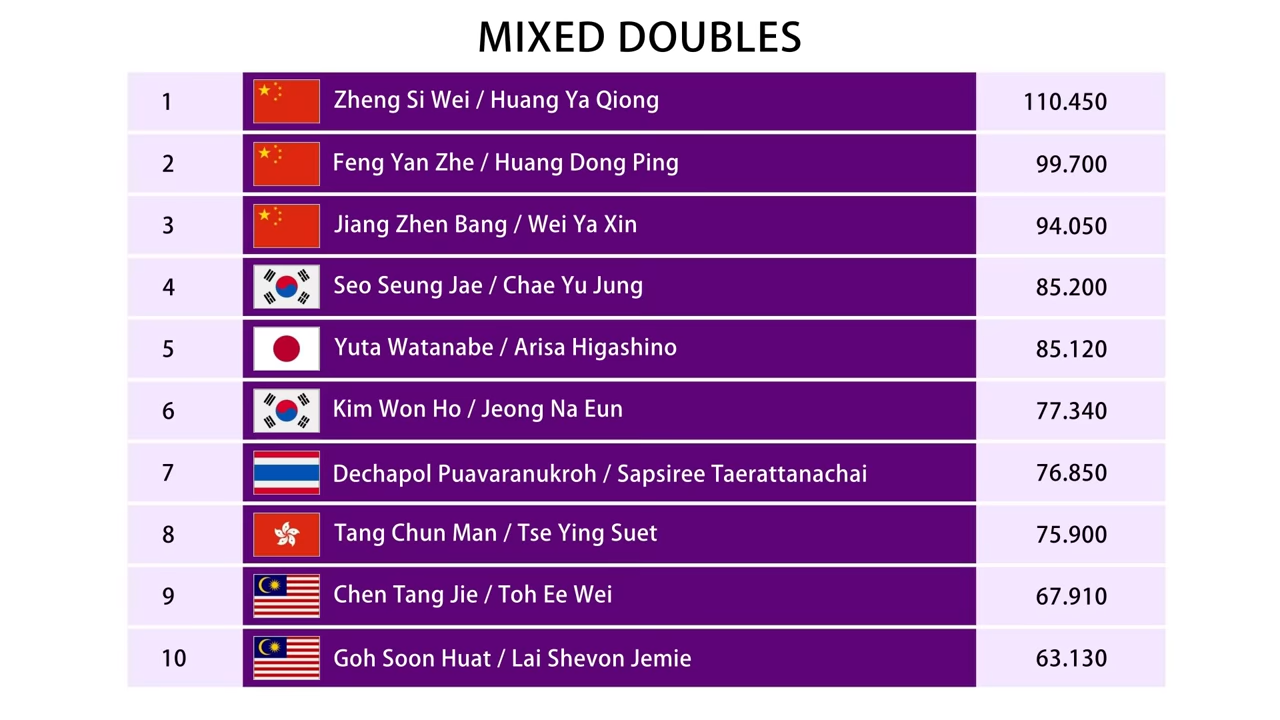 MIXED DOUBLES
1 Zheng Si Wei / Huang Ya Qiong 110.450
2 Feng Yan Zhe / Huang Dong Ping 99.700
3 Jiang Zhen Bang / Wei Ya Xin 94.050
4 Seo Seung Jae / Chae Yu Jung 85.200
5 Yuta Watanabe / Arisa Higashino 85.120
6 Kim Won Ho / Jeong Na Eun 77.340
7 Dechapol Puavaranukroh / Sapsiree Taerattanachai 76.850
8 Tang Chun Man / Tse Ying Suet 75.900
9 Chen Tang Jie / Toh Ee Wei 67.910
10 Goh Soon Huat / Lai Shevon Jemie 63.130